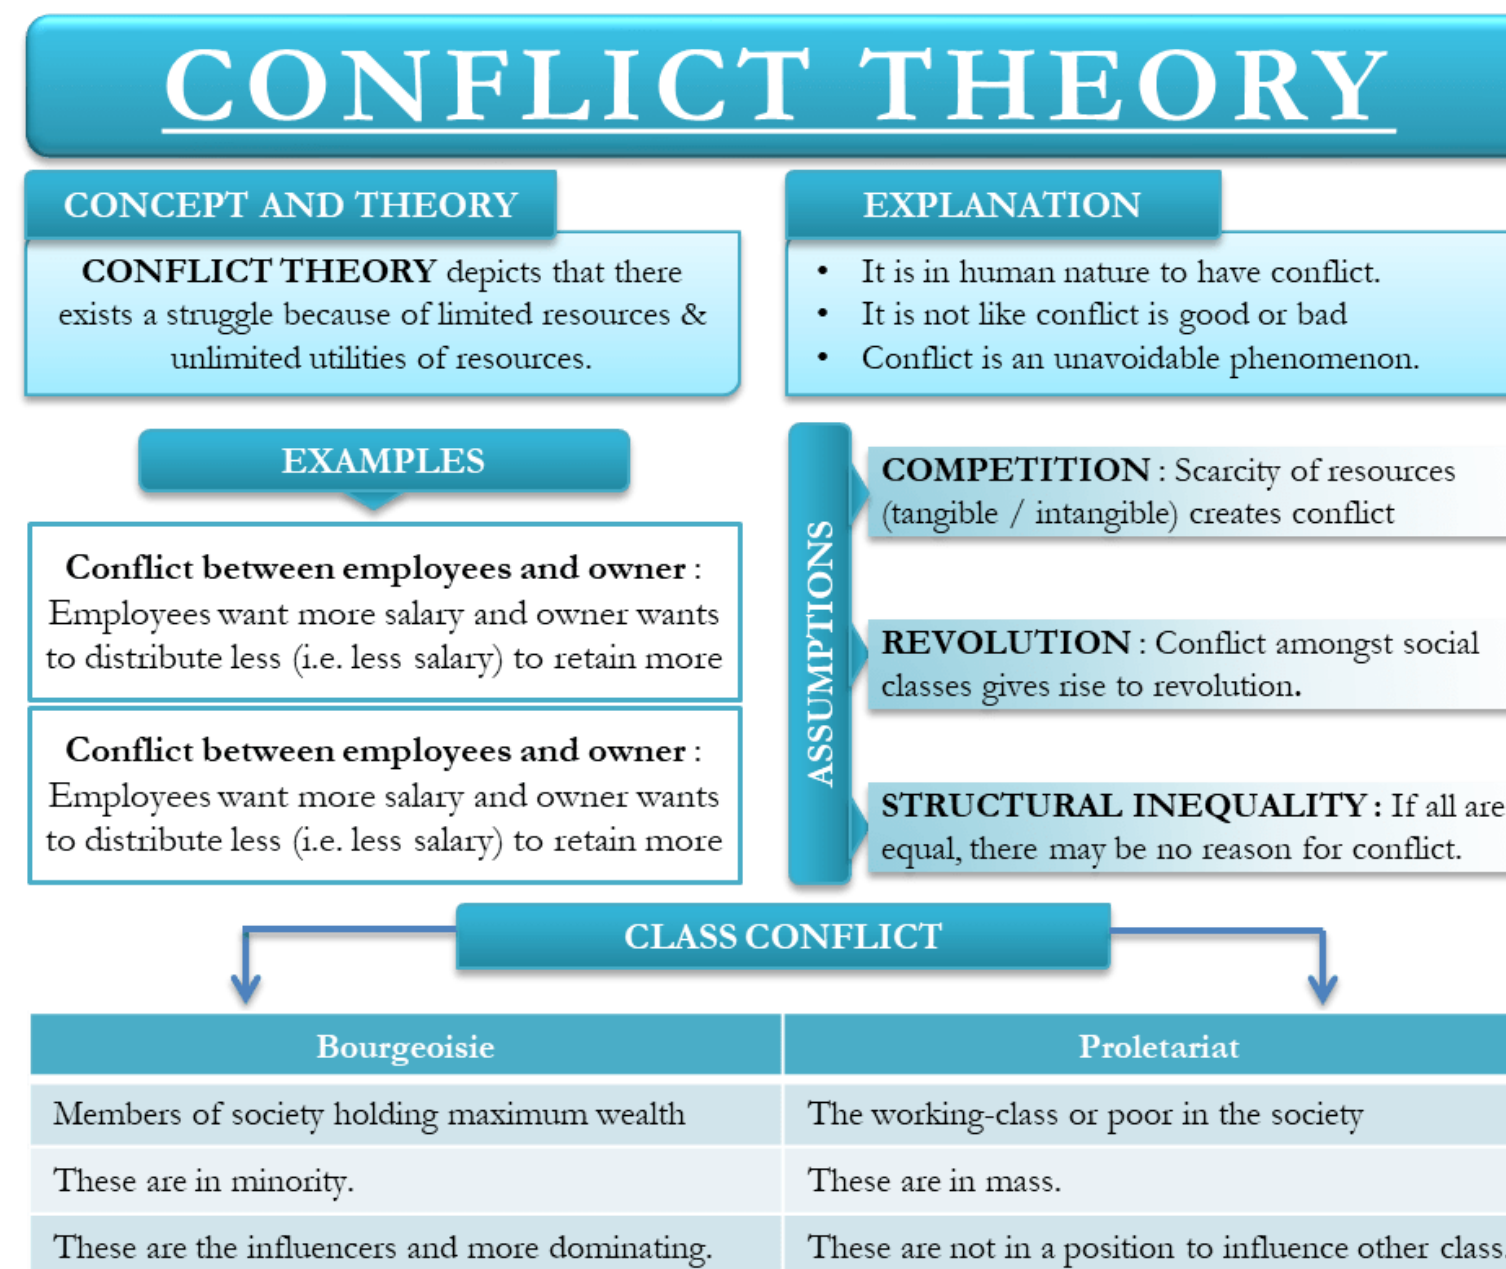 CONFLICT THEORY
CONCEPT AND THEORY
CONFLICT THEORY depicts that there
exists a struggle because of limited resources &
unlimited utilities of resources.
EXPLANATION
• It is in human nature to have conflict.
• It is not like conflict is good or bad
• Conflict is an unavoidable phenomenon.
EXAMPLES
Conflict between employees and owner :
Employees want more salary and owner wants
to distribute less (i.e. less salary) to retain more
Conflict between employees and owner :
Employees want more salary and owner wants
to distribute less (i.e. less salary) to retain more
ASSUMPTIONS
COMPETITION : Scarcity of resources
(tangible / intangible) creates conflict
REVOLUTION : Conflict amongst social
classes gives rise to revolution.
STRUCTURAL INEQUALITY : If all are
equal, there may be no reason for conflict.
CLASS CONFLICT
Bourgeoisie
Proletariat
Members of society holding maximum wealth
The working-class or poor in the society
These are in minority.
These are in mass.
These are the influencers and more dominating.
These are not in a position to influence other class.